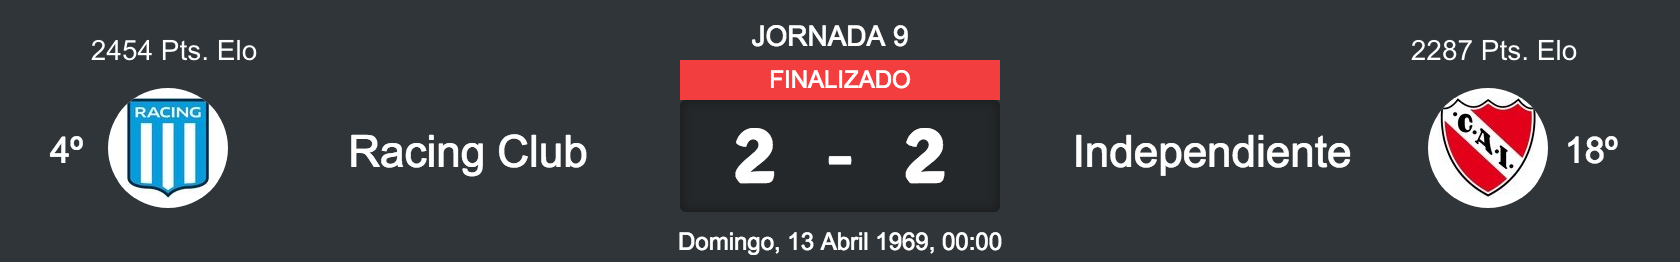 JORNADA 9
2454 Pts. Elo
2287 Pts. Elo
FINALIZADO
RACING
4º
Racing Club
2 - 2
Independiente
·C.A.I.
18º
Domingo, 13 Abril 1969, 00:00